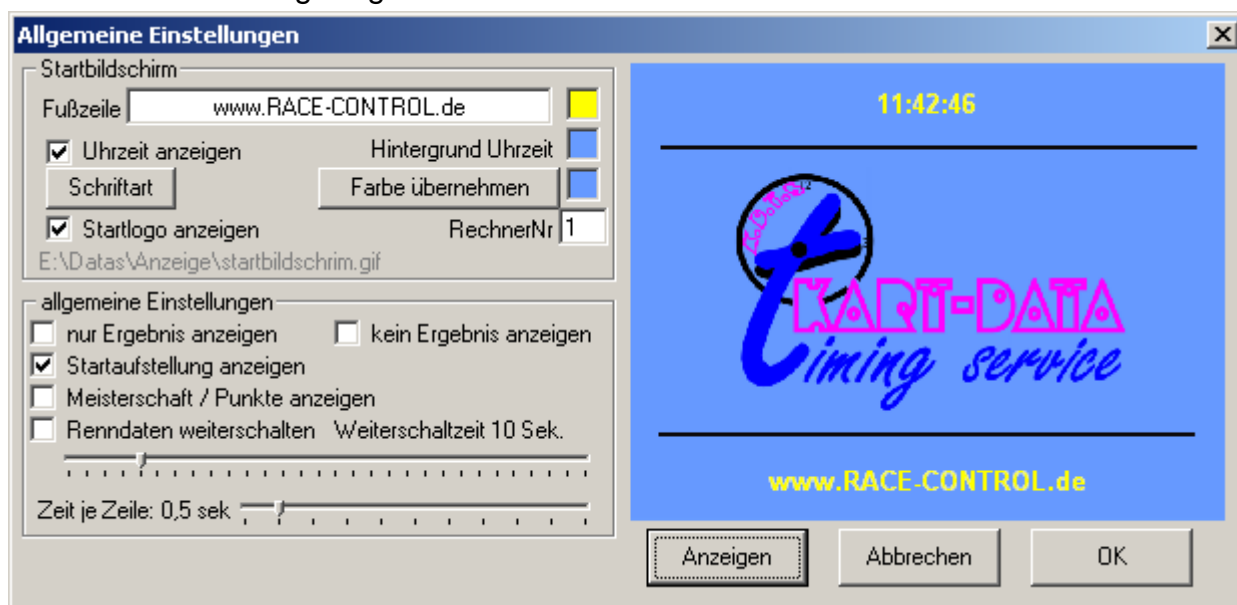 Allgemeine Einstellungen
Startbildschirm
Fußzeile www.RACE-CONTROL.de
Uhrzeit anzeigen Hintergrund Uhrzeit
Schriftart Farbe übernehmen
Startlogo anzeigen RechnerNr 1
E:\Datas\Anzeige\startbildschrim.gif
allgemeine Einstellungen
nur Ergebnis anzeigen kein Ergebnis anzeigen
Startaufstellung anzeigen
Meisterschaft / Punkte anzeigen
Renndaten weiterschalten Weiterschaltzeit 10 Sek.
Zeit je Zeile: 0,5 sek
11:42:46
12
3
KART-DATA
timing service
www.RACE-CONTROL.de
Anzeigen Abbrechen OK